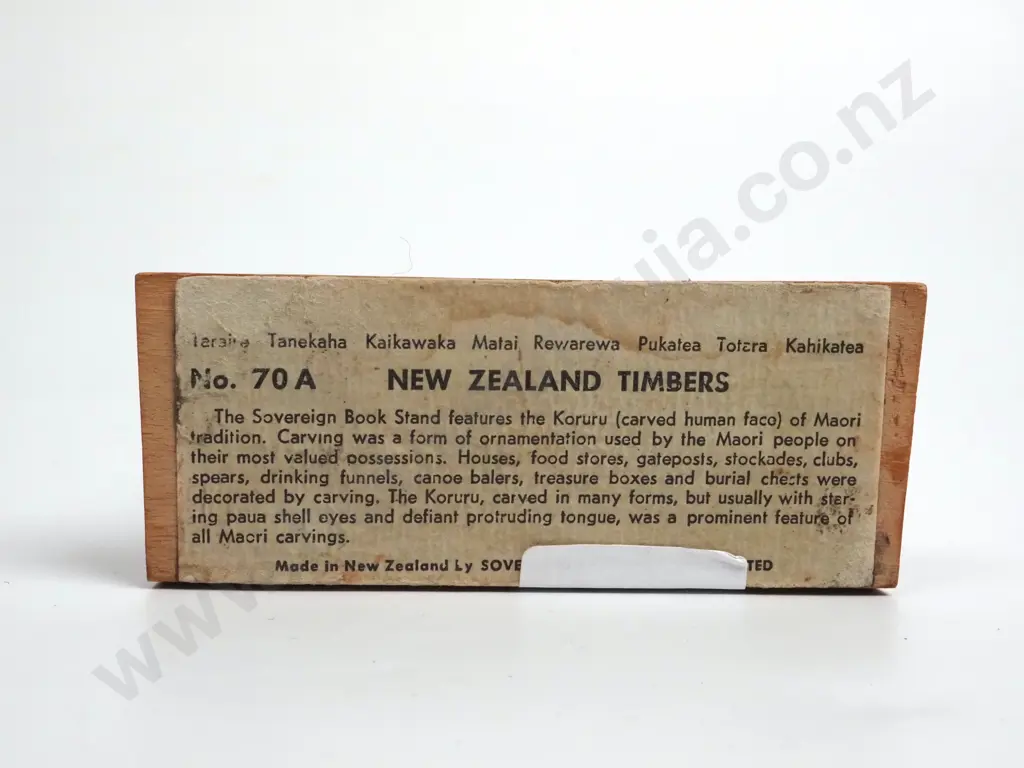 Taraire Tanekaha Kaikawaka Matai Rewarewa Pukatea Totara Kahikatea
No. 70A NEW ZEALAND TIMBERS
The Sovereign Book Stand features the Koruru (carved human face) of Maori
tradition. Carving was a form of ornamentation used by the Maori people on
their most valued possessions. Houses, food stores, gateposts, stockades, clubs,
spears, drinking funnels, canoe balers, treasure boxes and burial chests were
decorated by carving. The Koruru, carved in many forms, but usually with star-
ing paua shell eyes and defiant protruding tongue, was a prominent feature of
all Maori carvings.
Made in New Zealand by SOVE TED